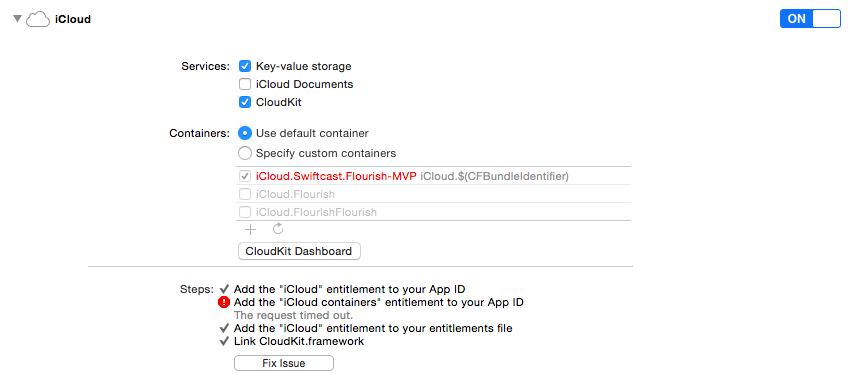 iCloud
ON
Services: Key-value storage
iCloud Documents
CloudKit
Containers: Use default container
Specify custom containers
iCloud.Swiftcast.Flourish-MVP iCloud.$(CFBundleIdentifier)
iCloud.Flourish
iCloud.FlourishFlourish
CloudKit Dashboard
Steps: Add the "iCloud" entitlement to your App ID
Add the "iCloud containers" entitlement to your App ID
The request timed out.
Add the "iCloud" entitlement to your entitlements file
Link CloudKit.framework
Fix Issue